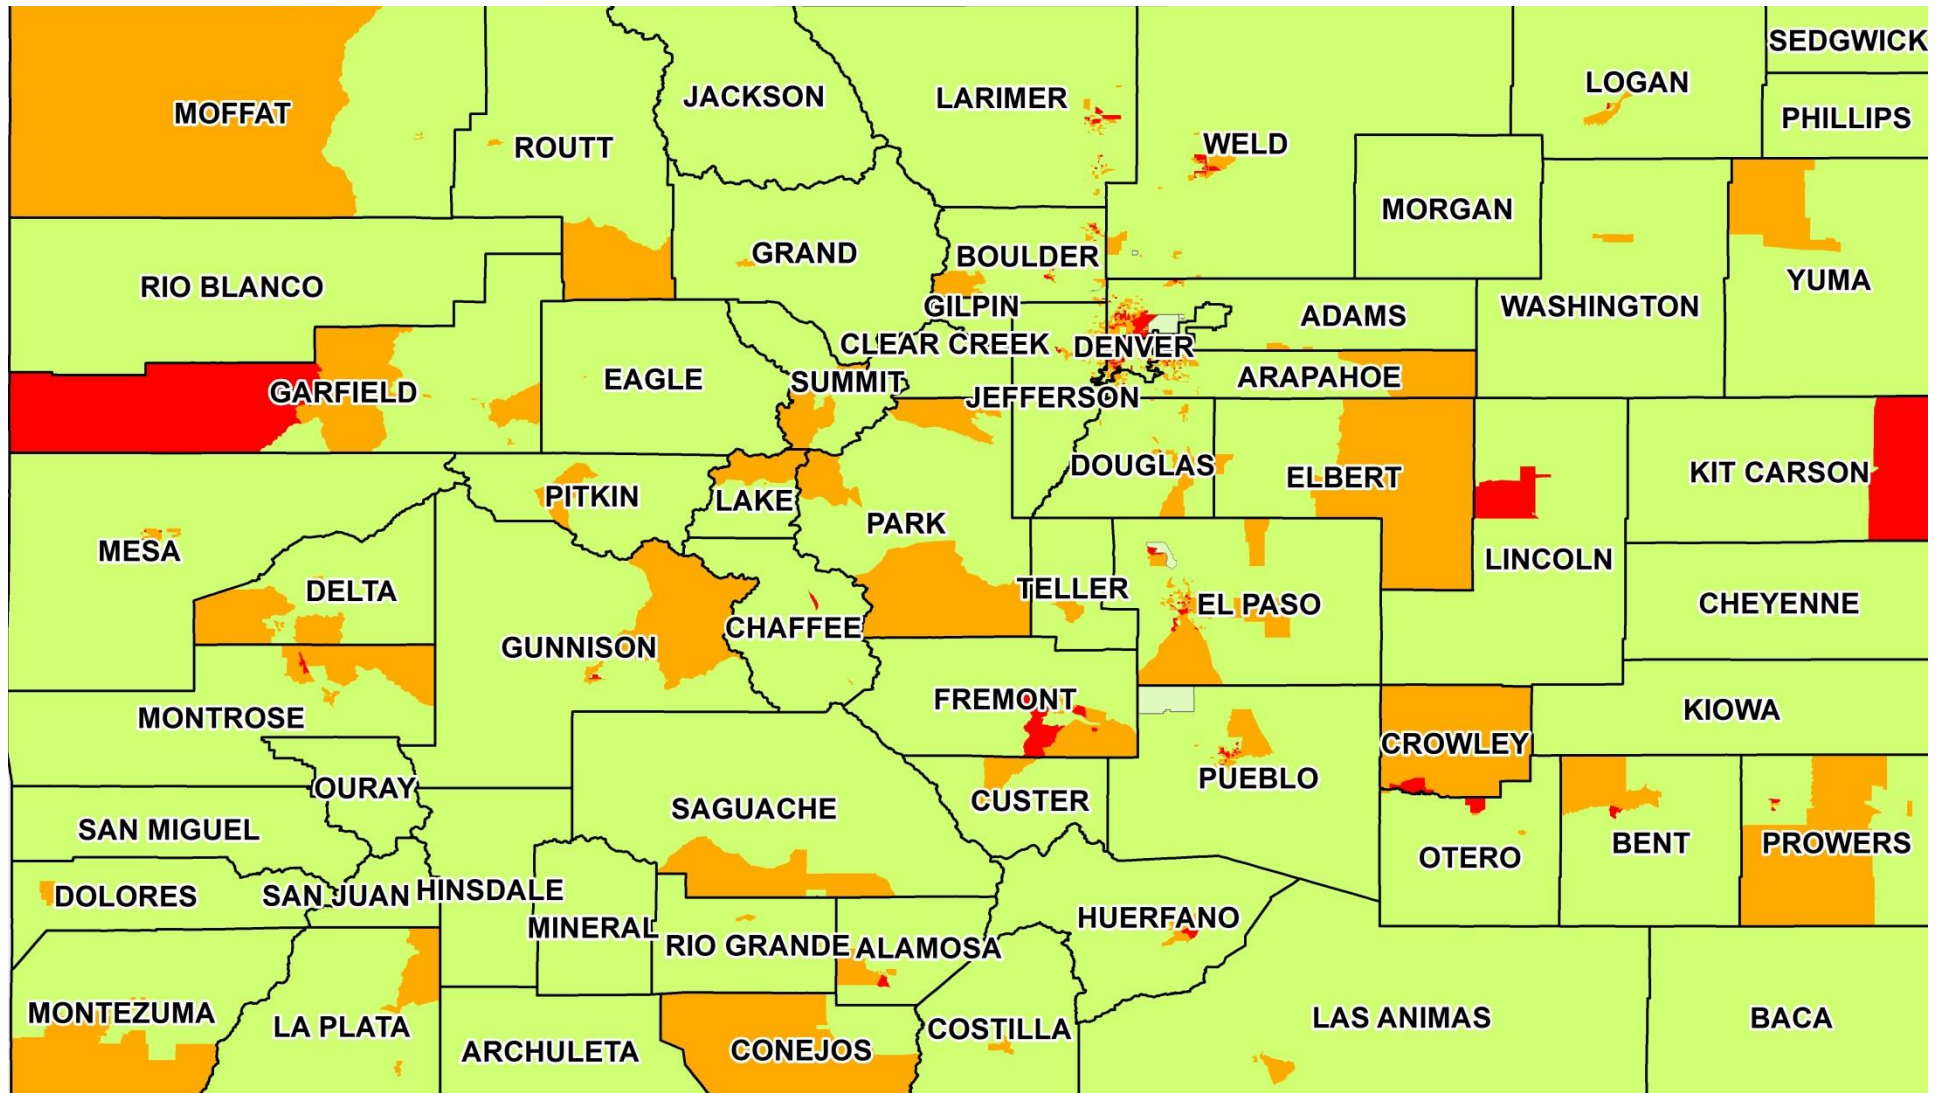 SEDGWICK
LOGAN
JACKSON
LARIMER
MOFFAT
PHILLIPS
WELD
ROUTT
MORGAN
GRAND
BOULDER
YUMA
RIO BLANCO
GILPIN
WASHINGTON
ADAMS
CLEAR CREEK
DENVER
EAGLE
SUMMIT
ARAPAHOE
GARFIELD
JEFFERSON
DOUGLAS
KIT CARSON
ELBERT
PITKIN
LAKE
PARK
MESA
LINCOLN
TELLER
DELTA
EL PASO
CHEYENNE
CHAFFEE
GUNNISON
FREMONT
KIOWA
MONTROSE
CROWLEY
PUEBLO
OURAY
CUSTER
SAGUACHE
SAN MIGUEL
BENT
PROWERS
OTERO
HINSDALE
DOLORES
SAN JUAN
HUERFANO
MINERAL
RIO GRANDE
ALAMOSA
MONTEZUMA
LAS ANIMAS
BACA
LA PLATA
COSTILLA
CONEJOS
ARCHULETA